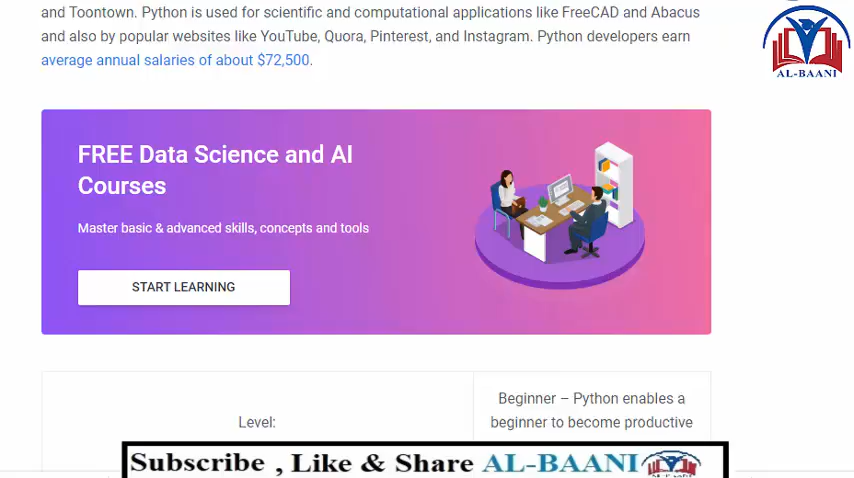 and Toontown. Python is used for scientific and computational applications like FreeCAD and Abacus
and also by popular websites like YouTube, Quora, Pinterest, and Instagram. Python developers earn
average annual salaries of about $72,500.
AL-BAANI
FREE Data Science and AI
Courses
Master basic & advanced skills, concepts and tools
START LEARNING
Level:
Beginner – Python enables a
beginner to become productive
Subscribe , Like & Share AL-BAANI